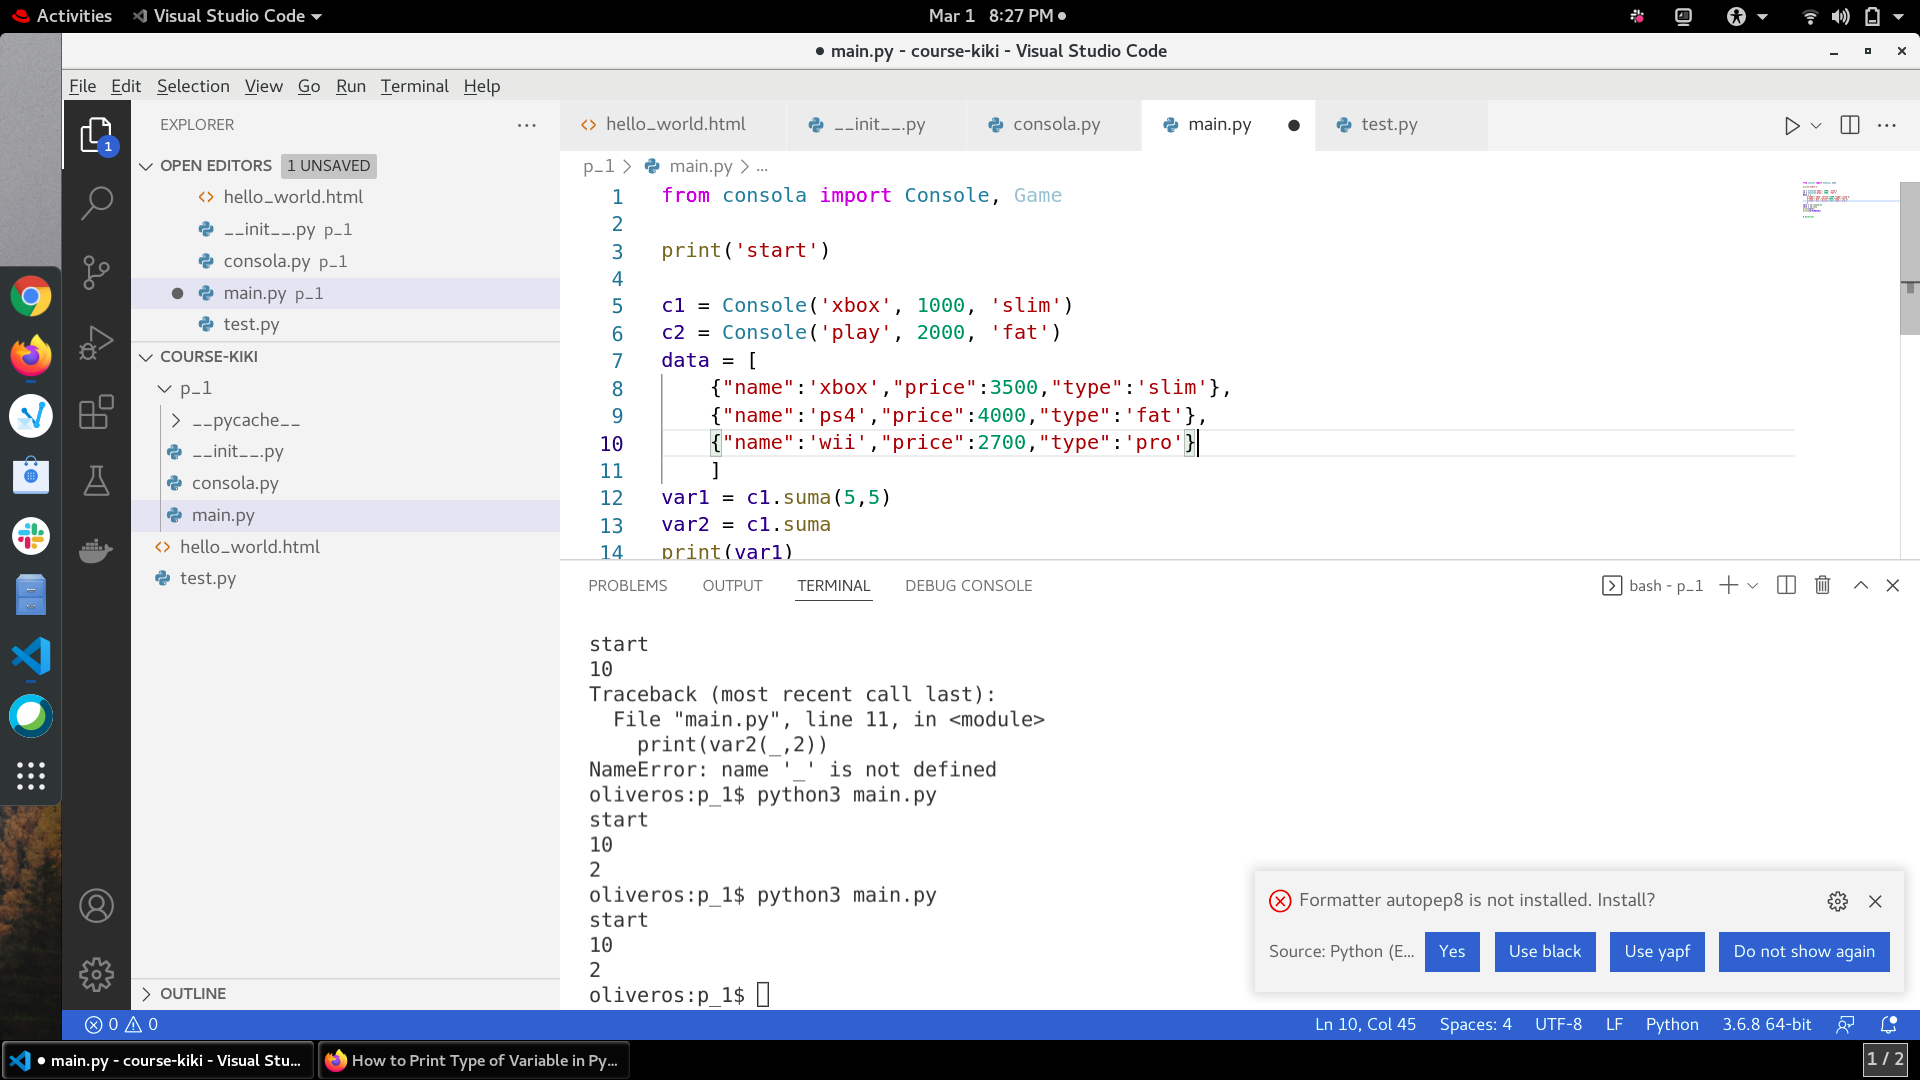 Activities
Visual Studio Code
Mar 1 8:27 PM
main.py - course-kiki - Visual Studio Code
File Edit Selection View Go Run Terminal Help
EXPLORER
1
OPEN EDITORS 1 UNSAVED
hello_world.html
__init__.py p_1
consola.py p_1
main.py p_1
test.py
COURSE-KIKI
p_1
__pycache__
__init__.py
consola.py
main.py
hello_world.html
test.py
OUTLINE
hello_world.html
__init__.py
consola.py
main.py
test.py
p_1 > main.py > ...
1 from consola import Console, Game
2
3 print('start')
4
5 c1 = Console('xbox', 1000, 'slim')
6 c2 = Console('play', 2000, 'fat')
7 data = [
8 {"name":'xbox',"price":3500,"type":'slim'},
9 {"name":'ps4',"price":4000,"type":'fat'},
10 {"name":'wii',"price":2700,"type":'pro'}
11 ]
12 var1 = c1.suma(5,5)
13 var2 = c1.suma
14 print(var1)
PROBLEMS OUTPUT TERMINAL DEBUG CONSOLE
bash - p_1
start
10
Traceback (most recent call last):
File "main.py", line 11, in <module>
print(var2(_,2))
NameError: name '_' is not defined
oliveros:p_1$ python3 main.py
start
10
2
oliveros:p_1$ python3 main.py
start
10
2
oliveros:p_1$
Formatter autopep8 is not installed. Install?
Source: Python (E...
Yes
Use black
Use yapf
Do not show again
0 0
Ln 10, Col 45 Spaces: 4 UTF-8 LF Python 3.6.8 64-bit
main.py - course-kiki - Visual Stu...
How to Print Type of Variable in Py...
1 / 2